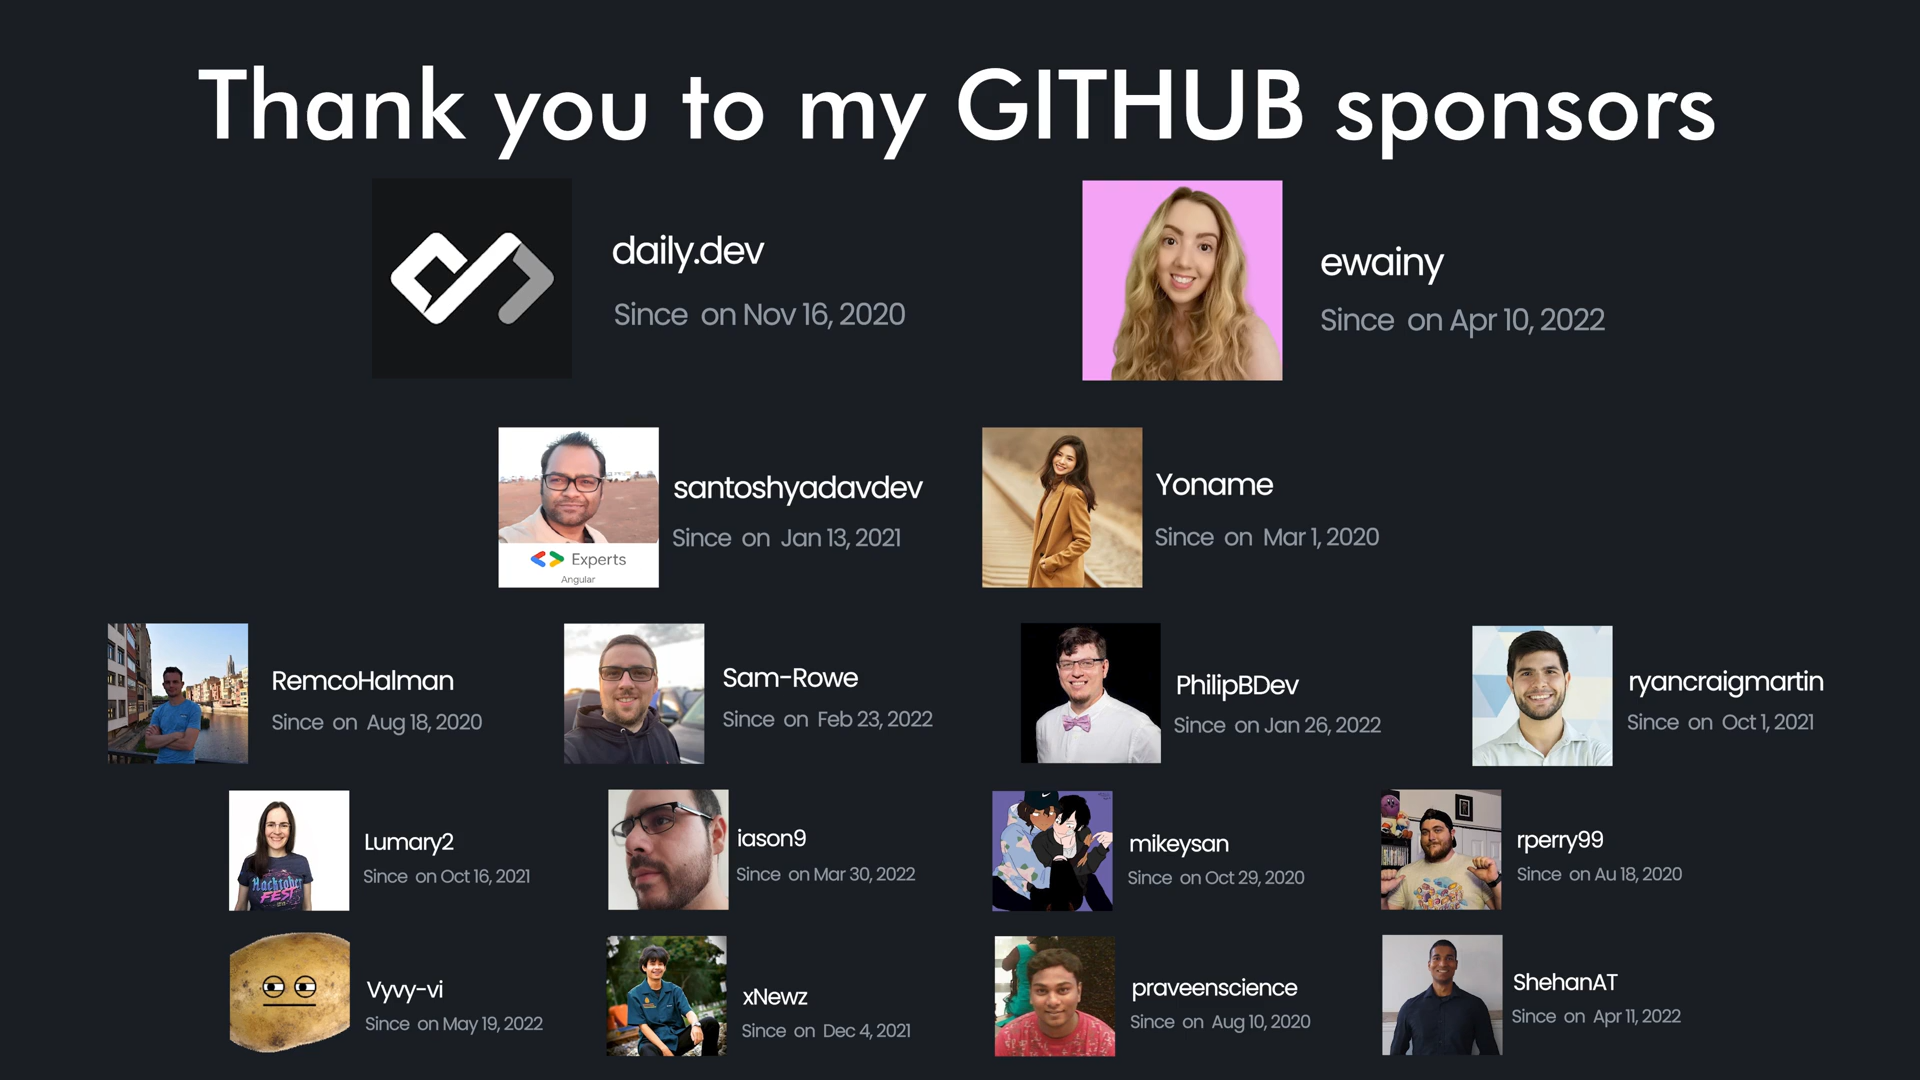 Thank you to my GITHUB sponsors
daily.dev
Since on Nov 16, 2020
ewainy
Since on Apr 10, 2022
santoshyadavdev
Since on Jan 13, 2021
Experts
Angular
Yoname
Since on Mar 1, 2020
RemcoHalman
Since on Aug 18, 2020
Sam-Rowe
Since on Feb 23, 2022
PhilipBDev
Since on Jan 26, 2022
ryancraigmartin
Since on Oct 1, 2021
Lumary2
Since on Oct 16, 2021
Hacktober
FEST
iason9
Since on Mar 30, 2022
mikeysan
Since on Oct 29, 2020
rperry99
Since on Au 18, 2020
Vyvy-vi
Since on May 19, 2022
xNewz
Since on Dec 4, 2021
praveenscience
Since on Aug 10, 2020
ShehanAT
Since on Apr 11, 2022